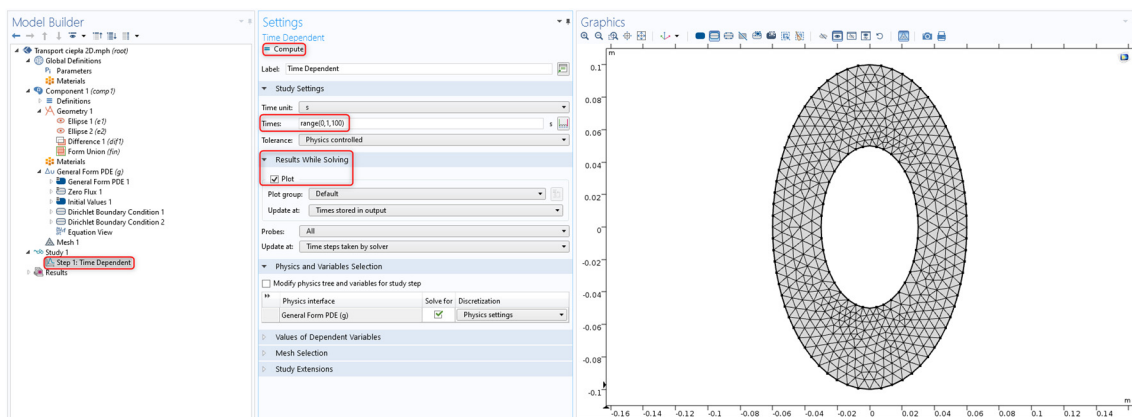 Model Builder
Transport ciepła 2D.mph (root)
Global Definitions
Pi Parameters
Materials
Component 1 (comp1)
Definitions
Geometry 1
Ellipse 1 (e1)
Ellipse 2 (e2)
Difference 1 (dif1)
Form Union (fin)
Materials
Δu General Form PDE (g)
General Form PDE 1
Zero Flux 1
Initial Values 1
Dirichlet Boundary Condition 1
Dirichlet Boundary Condition 2
Equation View
Mesh 1
Study 1
Step 1: Time Dependent
Results
Settings
Time Dependent
= Compute
Label: Time Dependent
Study Settings
Time unit: s
Times: range(0,1,100) s
Tolerance: Physics controlled
Results While Solving
Plot
Plot group: Default
Update at: Times stored in output
Probes: All
Update at: Time steps taken by solver
Physics and Variables Selection
Modify physics tree and variables for study step
Physics interface Solve for Discretization
General Form PDE (g) Physics settings
Values of Dependent Variables
Mesh Selection
Study Extensions
Graphics
m
0.1
0.08
0.06
0.04
0.02
0
-0.02
-0.04
-0.06
-0.08
-0.1
m
-0.16 -0.14 -0.12 -0.1 -0.08 -0.06 -0.04 -0.02 0 0.02 0.04 0.06 0.08 0.1 0.12 0.14